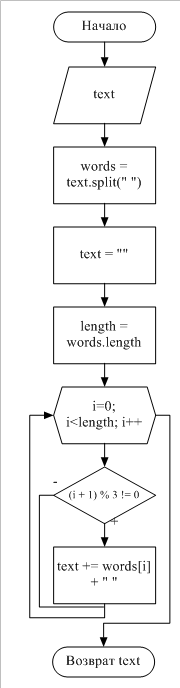 Начало
text
words =
text.split(" ")
text = ""
length =
words.length
i=0;
i<length; i++
-
(i + 1) % 3 != 0
+
text += words[i]
+ " "
Возврат text